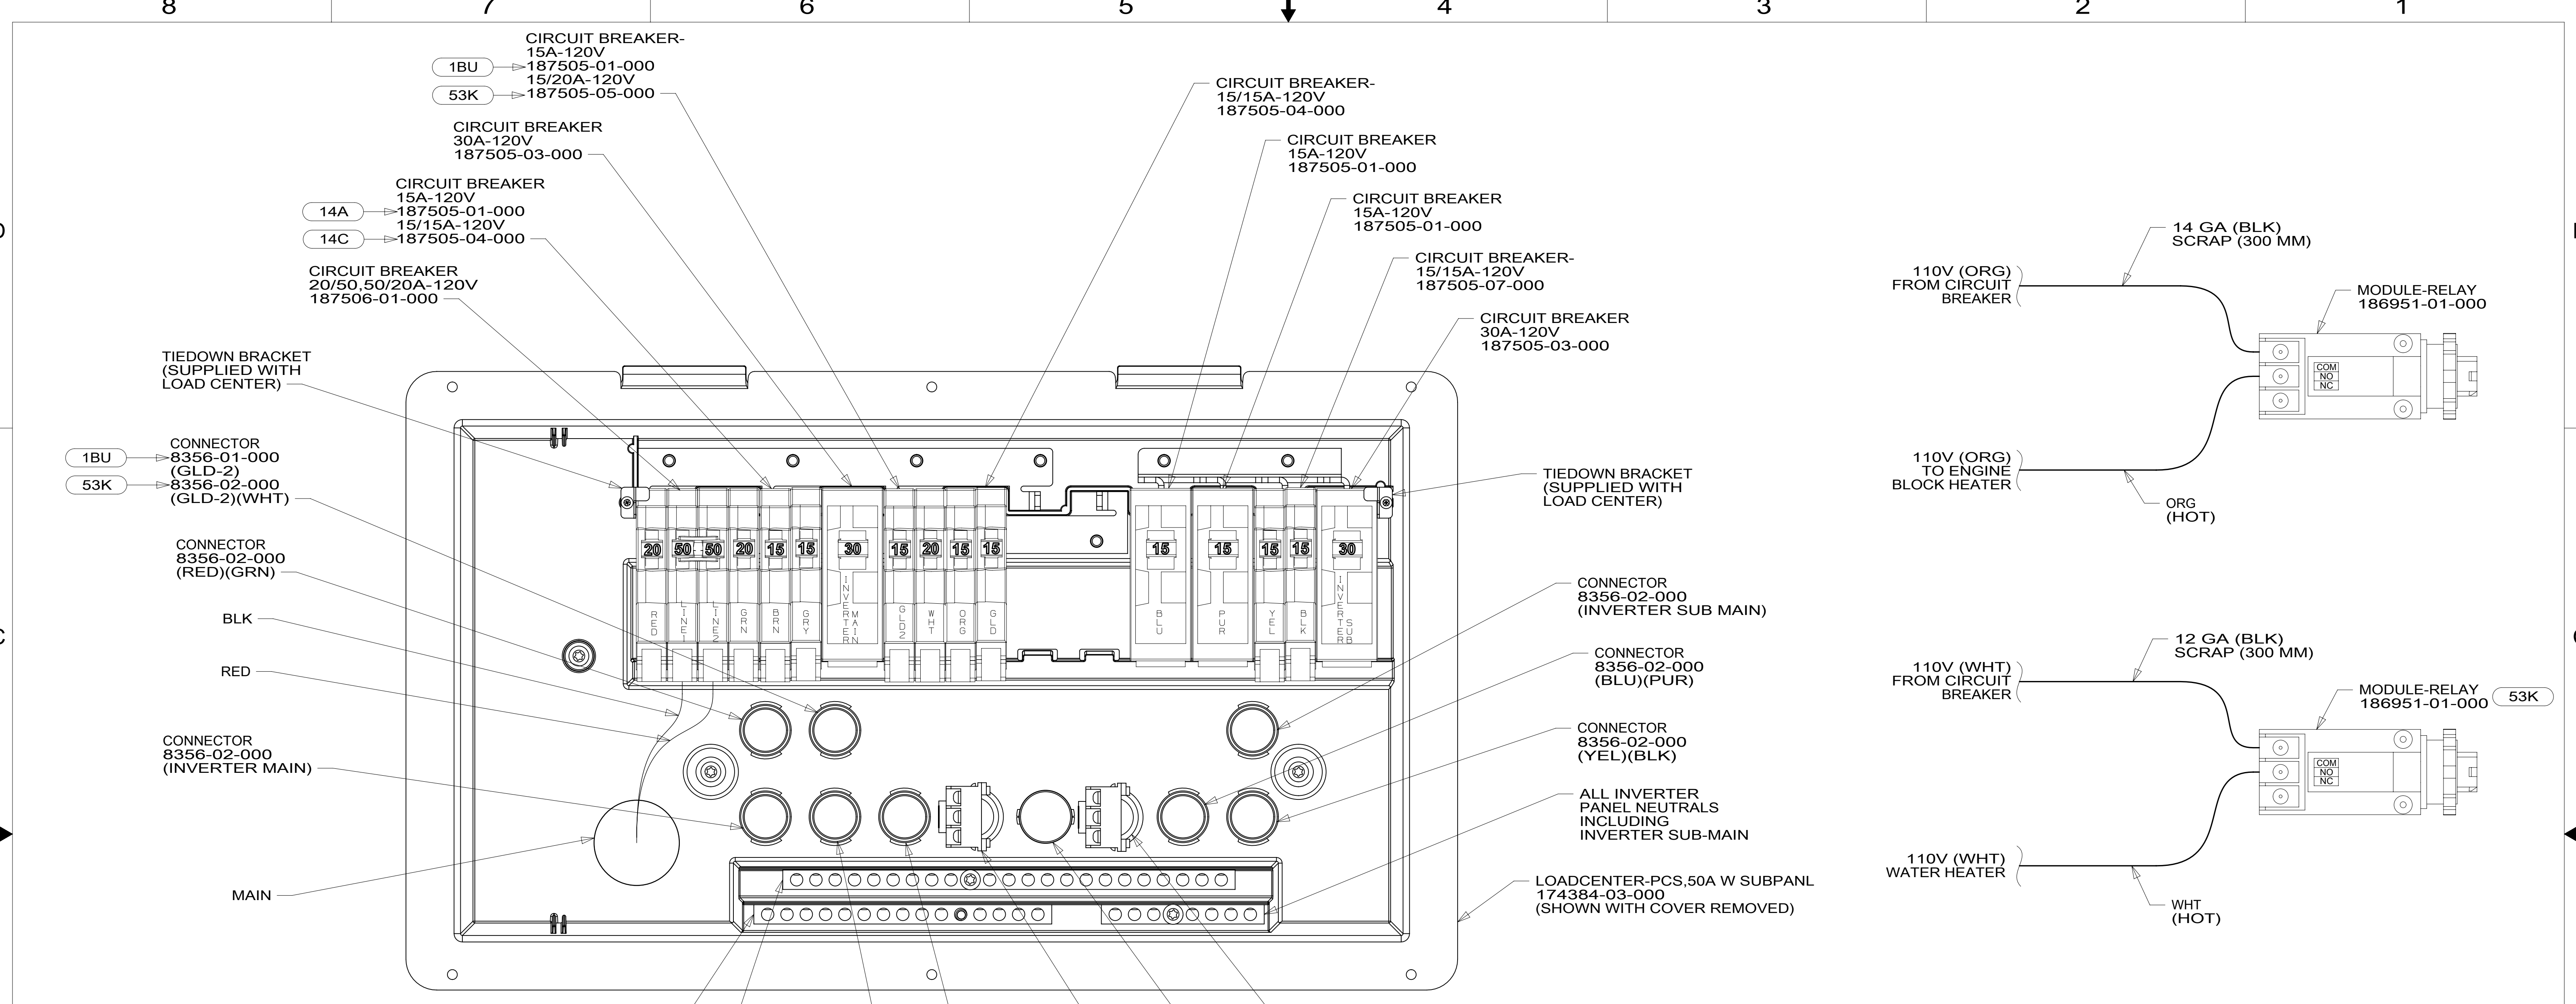 8 7 6 5 4 3 2 1
CIRCUIT BREAKER-
15A-120V
1BU 187505-01-000
15/20A-120V
53K 187505-05-000
CIRCUIT BREAKER
30A-120V
187505-03-000
CIRCUIT BREAKER
15A-120V
14A 187505-01-000
15/15A-120V
14C 187505-04-000
CIRCUIT BREAKER
20/50,50/20A-120V
187506-01-000
TIEDOWN BRACKET
(SUPPLIED WITH
LOAD CENTER)
CONNECTOR
1BU 8356-01-000
(GLD-2)
53K 8356-02-000
(GLD-2)(WHT)
CONNECTOR
8356-02-000
(RED)(GRN)
BLK
RED
CONNECTOR
8356-02-000
(INVERTER MAIN)
MAIN
CIRCUIT BREAKER-
15/15A-120V
187505-04-000
CIRCUIT BREAKER
15A-120V
187505-01-000
CIRCUIT BREAKER
15A-120V
187505-01-000
CIRCUIT BREAKER-
15/15A-120V
187505-07-000
CIRCUIT BREAKER
30A-120V
187505-03-000
20 50 50 20 15 15 30 15 20 15 15 15 15 15 15 30
RED
LINE1
LINE2
GRN
BRN
GRY
INVERTER
MAIN
GLD2
WHT
ORG
GLD
BLU
PUR
YEL
BLK
INVERTER
SUB
TIEDOWN BRACKET
(SUPPLIED WITH
LOAD CENTER)
CONNECTOR
8356-02-000
(INVERTER SUB MAIN)
CONNECTOR
8356-02-000
(BLU)(PUR)
CONNECTOR
8356-02-000
(YEL)(BLK)
ALL INVERTER
PANEL NEUTRALS
INCLUDING
INVERTER SUB-MAIN
LOADCENTER-PCS,50A W SUBPANL
174384-03-000
(SHOWN WITH COVER REMOVED)
14 GA (BLK)
SCRAP (300 MM)
110V (ORG)
FROM CIRCUIT
BREAKER
MODULE-RELAY
186951-01-000
COM
NO
NC
110V (ORG)
TO ENGINE
BLOCK HEATER
ORG
(HOT)
12 GA (BLK)
SCRAP (300 MM)
110V (WHT)
FROM CIRCUIT
BREAKER
MODULE-RELAY
186951-01-000 53K
COM
NO
NC
110V (WHT)
WATER HEATER
WHT
(HOT)